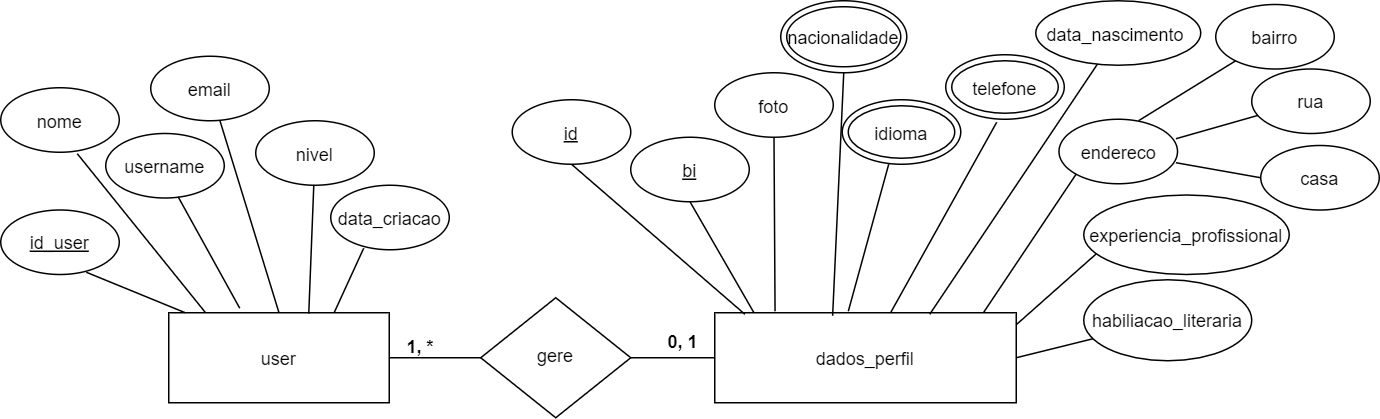 nome
email
username
nivel
data_criacao
id_user
user
1, *
gere
0, 1
dados_perfil
id
bi
foto
nacionalidade
idioma
telefone
data_nascimento
endereco
bairro
rua
casa
experiencia_profissional
habiliacao_literaria